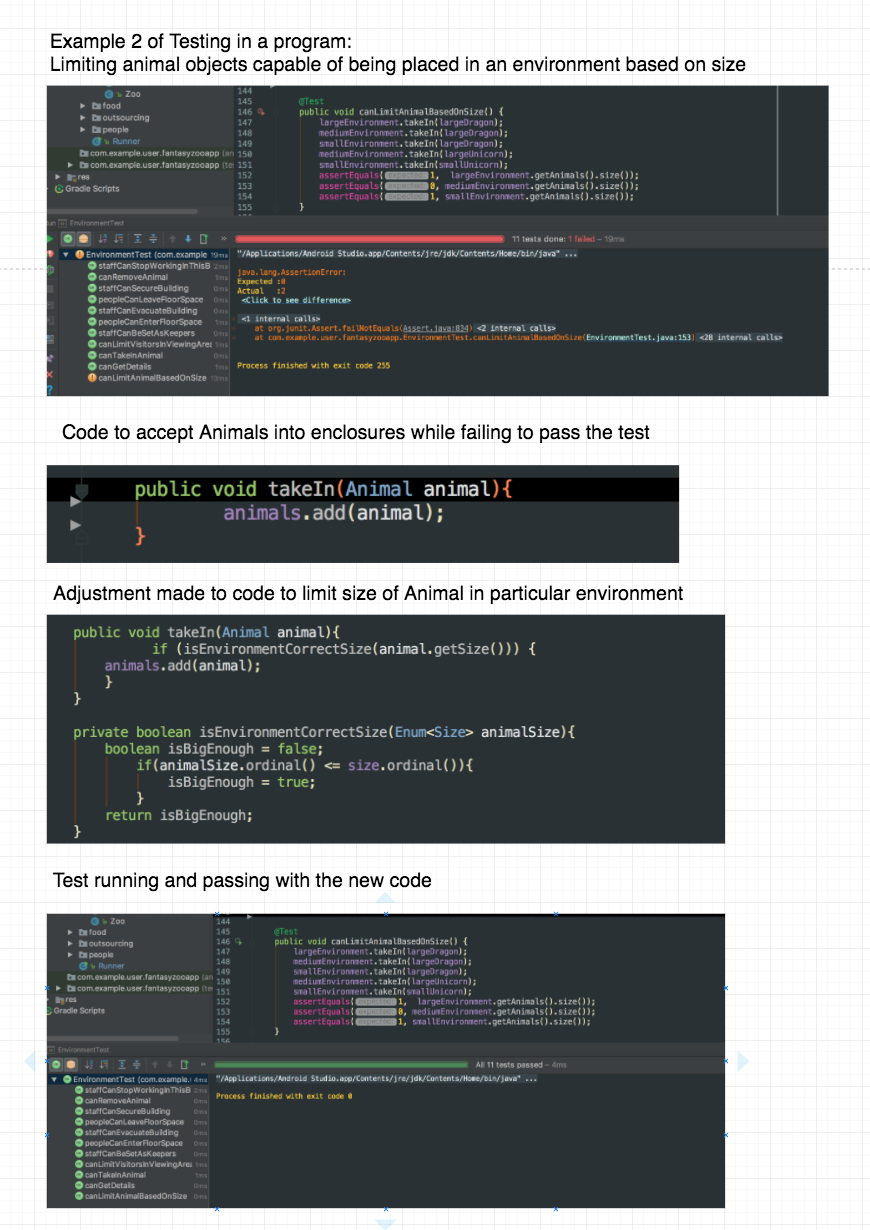 Example 2 of Testing in a program:
Limiting animal objects capable of being placed in an environment based on size
Zoo
food
outsourcing
people
Runner
com.example.user.fantasyzooapp (an
com.example.user.fantasyzooapp (te
res
Gradle Scripts
144
145 @Test
146 public void canLimitAnimalBasedOnSize() {
147 largeEnvironment.takeIn(largeDragon);
148 mediumEnvironment.takeIn(largeDragon);
149 smallEnvironment.takeIn(largeDragon);
150 mediumEnvironment.takeIn(largeUnicorn);
151 smallEnvironment.takeIn(smallUnicorn);
152 assertEquals( expected: 1, largeEnvironment.getAnimals().size());
153 assertEquals( expected: 0, mediumEnvironment.getAnimals().size());
154 assertEquals( expected: 1, smallEnvironment.getAnimals().size());
155 }
EnvironmentTest
11 tests done: 1 failed – 19ms
EnvironmentTest (com.example 19ms
staffCanStopWorkingInThisB 2ms
canRemoveAnimal 1ms
staffCanSecureBuilding 0ms
peopleCanLeaveFloorSpace 0ms
staffCanEvacuateBuilding 0ms
peopleCanEnterFloorSpace 1ms
staffCanBeSetAsKeepers 0ms
canLimitVisitorsInViewingArea 1ms
canTakeInAnimal 0ms
canGetDetails 1ms
canLimitAnimalBasedOnSize 13ms
"/Applications/Android Studio.app/Contents/jre/jdk/Contents/Home/bin/java" ...
java.lang.AssertionError:
Expected :0
Actual :2
<Click to see difference>
<1 internal calls>
at org.junit.Assert.failNotEquals(Assert.java:834) <2 internal calls>
at com.example.user.fantasyzooapp.EnvironmentTest.canLimitAnimalBasedOnSize(EnvironmentTest.java:153) <28 internal calls>
Process finished with exit code 255
Code to accept Animals into enclosures while failing to pass the test
public void takeIn(Animal animal){
animals.add(animal);
}
Adjustment made to code to limit size of Animal in particular environment
public void takeIn(Animal animal){
if (isEnvironmentCorrectSize(animal.getSize())) {
animals.add(animal);
}
}
private boolean isEnvironmentCorrectSize(Enum<Size> animalSize){
boolean isBigEnough = false;
if(animalSize.ordinal() <= size.ordinal()){
isBigEnough = true;
}
return isBigEnough;
}
Test running and passing with the new code
Zoo
food
outsourcing
people
Runner
com.example.user.fantasyzooapp (an
com.example.user.fantasyzooapp (te
res
Gradle Scripts
144
145 @Test
146 public void canLimitAnimalBasedOnSize() {
147 largeEnvironment.takeIn(largeDragon);
148 mediumEnvironment.takeIn(largeDragon);
149 smallEnvironment.takeIn(largeDragon);
150 mediumEnvironment.takeIn(largeUnicorn);
151 smallEnvironment.takeIn(smallUnicorn);
152 assertEquals( expected: 1, largeEnvironment.getAnimals().size());
153 assertEquals( expected: 0, mediumEnvironment.getAnimals().size());
154 assertEquals( expected: 1, smallEnvironment.getAnimals().size());
155 }
156
EnvironmentTest
All 11 tests passed – 4ms
EnvironmentTest (com.example.u 4ms
staffCanStopWorkingInThisB 2ms
canRemoveAnimal 0ms
staffCanSecureBuilding 0ms
peopleCanLeaveFloorSpace 0ms
staffCanEvacuateBuilding 0ms
peopleCanEnterFloorSpace 0ms
staffCanBeSetAsKeepers 0ms
canLimitVisitorsInViewingArea 1ms
canTakeInAnimal 1ms
canGetDetails 0ms
canLimitAnimalBasedOnSize 0ms
"/Applications/Android Studio.app/Contents/jre/jdk/Contents/Home/bin/java" ...
Process finished with exit code 0